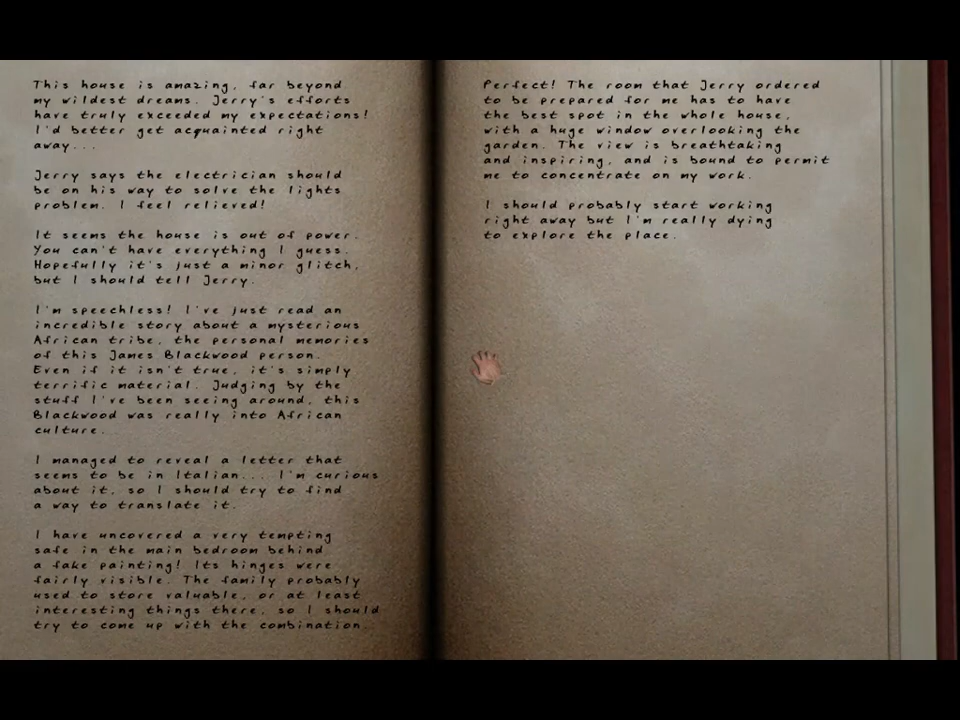 This house is amazing, far beyond
my wildest dreams. Jerry's efforts
have truly exceeded my expectations!
I'd better get acquainted right
away...
Jerry says the electrician should
be on his way to solve the lights
problem. I feel relieved!
It seems the house is out of power.
You can't have everything I guess.
Hopefully it's just a minor glitch,
but I should tell Jerry.
I'm speechless! I've just read an
incredible story about a mysterious
African tribe, the personal memories
of this James Blackwood person.
Even if it isn't true, it's simply
terrific material. Judging by the
stuff I've been seeing around, this
Blackwood was really into African
culture.
I managed to reveal a letter that
seems to be in Italian... I'm curious
about it, so I should try to find
a way to translate it.
I have uncovered a very tempting
safe in the main bedroom behind
a fake painting! Its hinges were
fairly visible. The family probably
used to store valuable, or at least
interesting things there, so I should
try to come up with the combination.
Perfect! The room that Jerry ordered
to be prepared for me has to have
the best spot in the whole house,
with a huge window overlooking the
garden. The view is breathtaking
and inspiring, and is bound to permit
me to concentrate on my work.
I should probably start working
right away but I'm really dying
to explore the place.